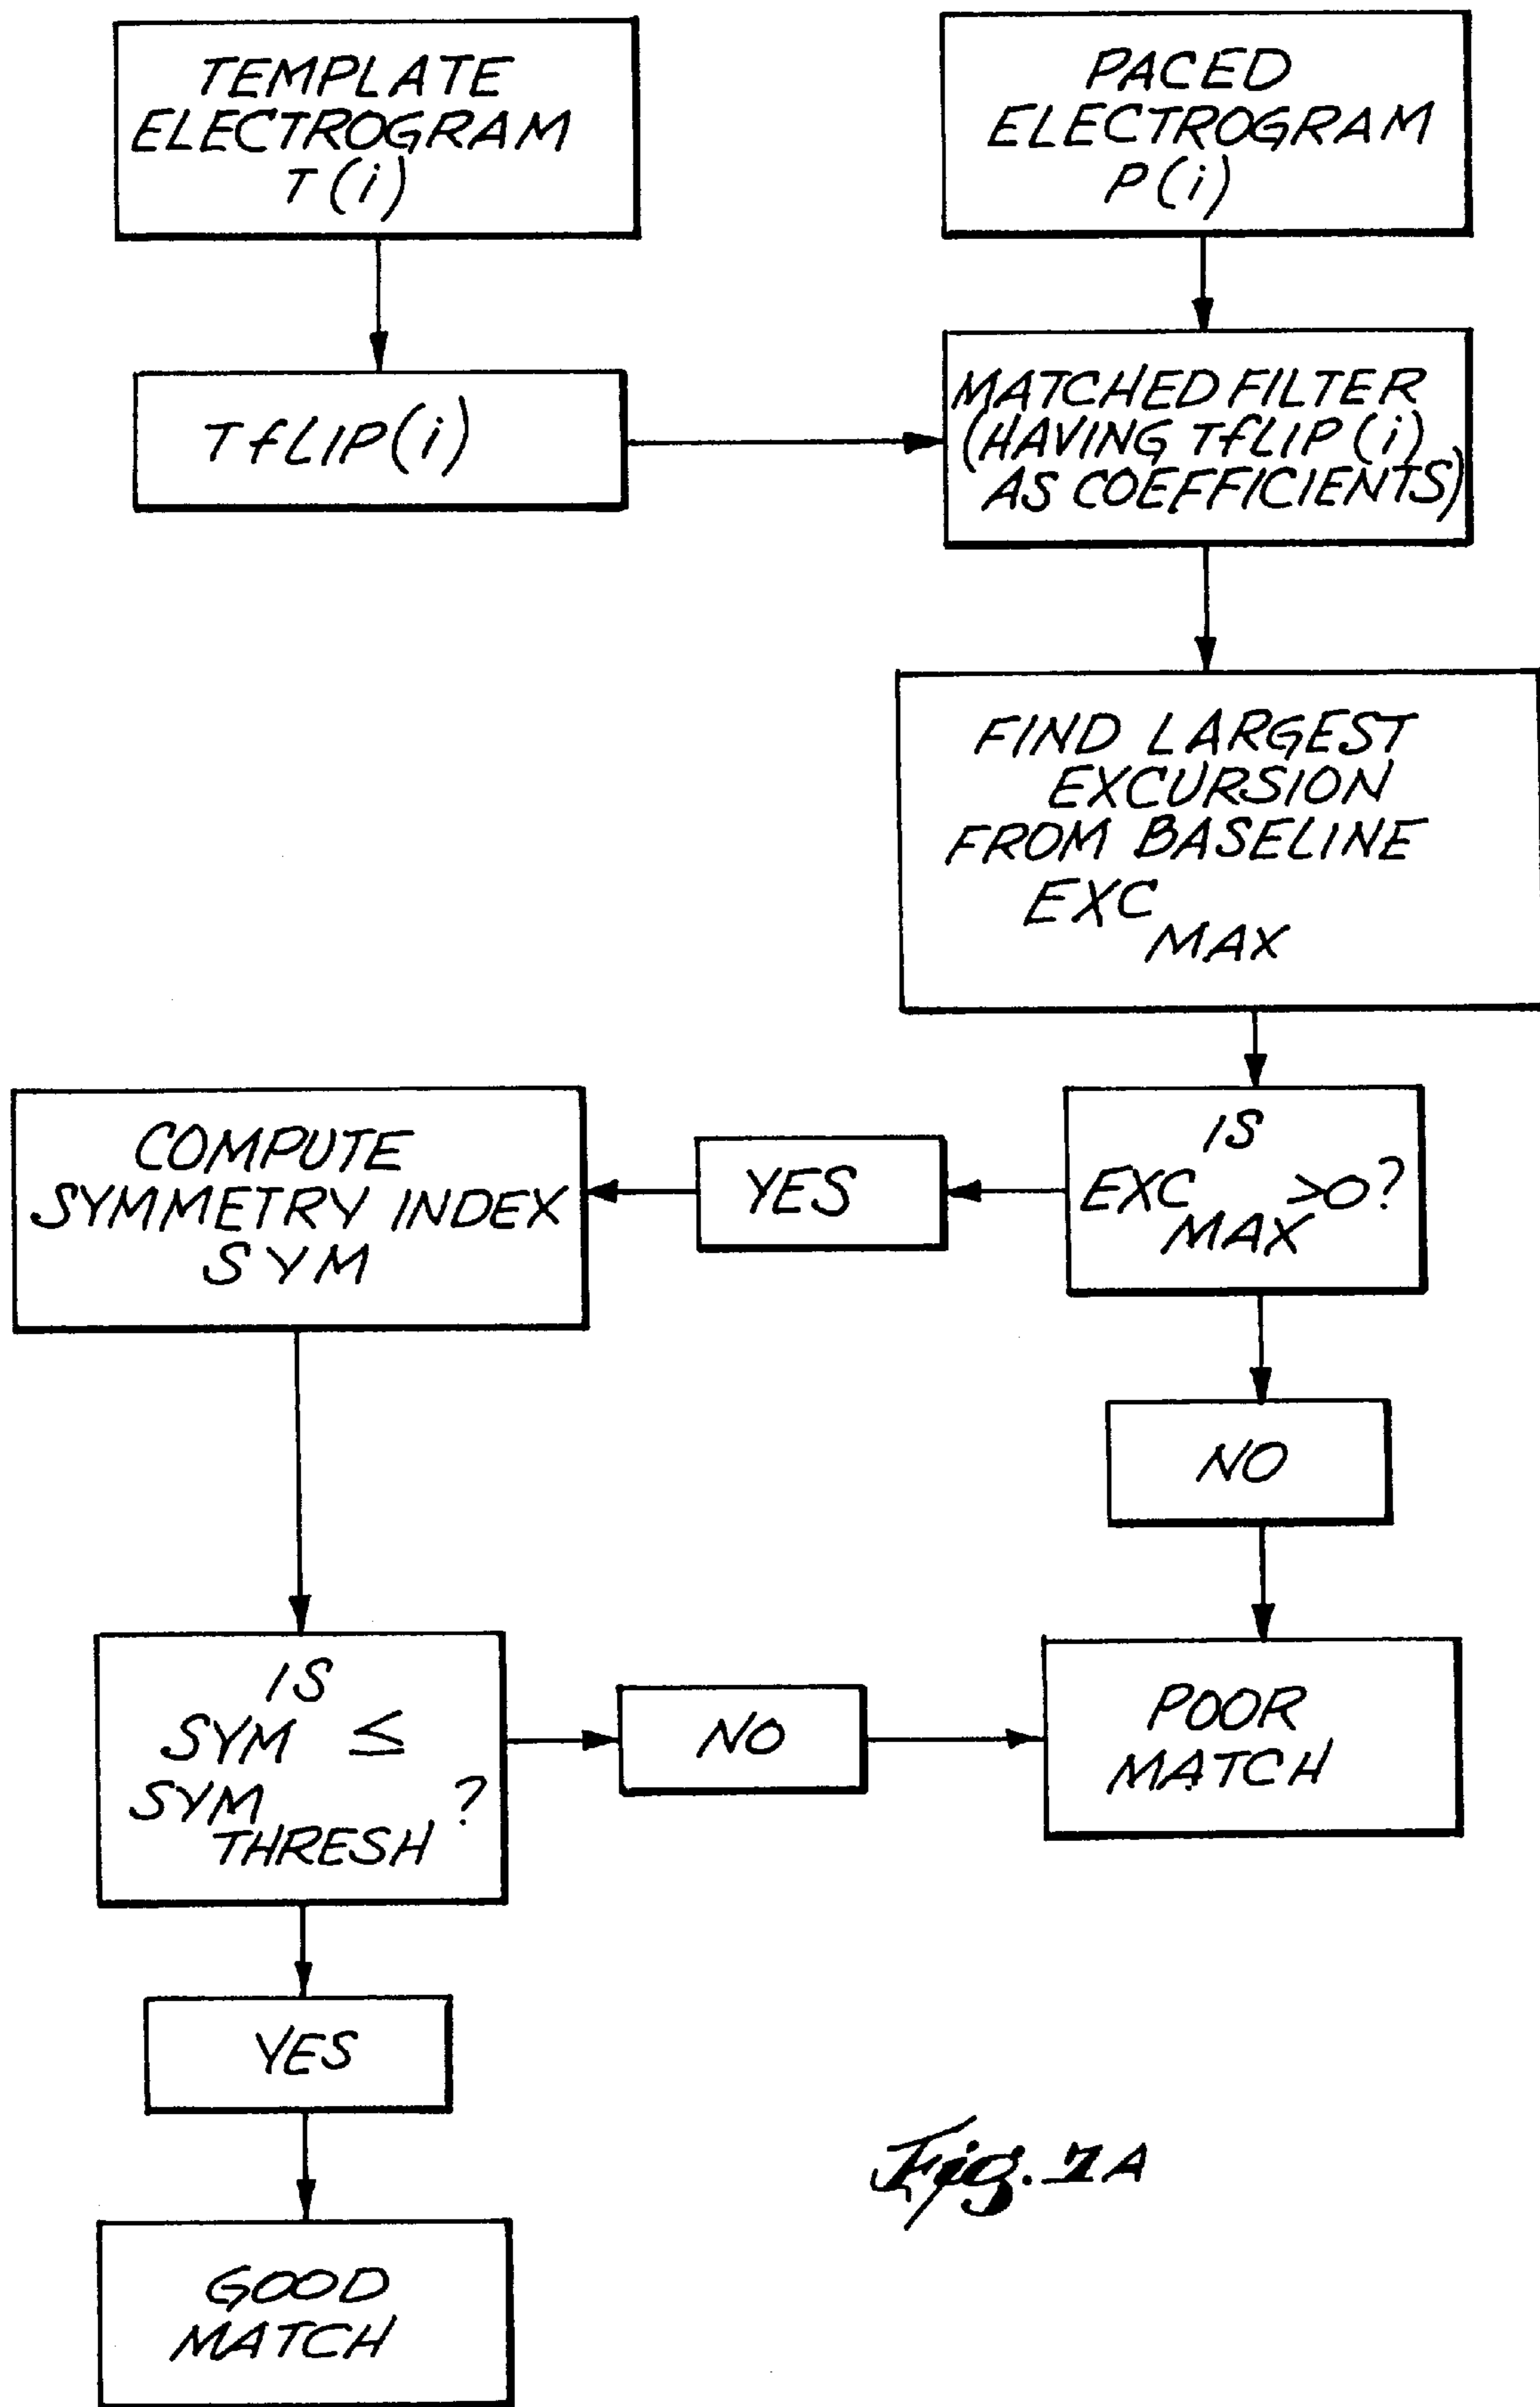 TEMPLATE
ELECTROGRAM
T(i)
PACED
ELECTROGRAM
P(i)
TfLIP(i)
MATCHED FILTER
(HAVING TfLIP(i)
AS COEFFICIENTS)
FIND LARGEST
EXCURSION
FROM BASELINE
EXC
MAX
IS
EXC >0?
MAX
YES
COMPUTE
SYMMETRY INDEX
SYM
NO
IS
SYM ≤
SYM ?
THRESH
NO
POOR
MATCH
YES
GOOD
MATCH
Fig. 7A